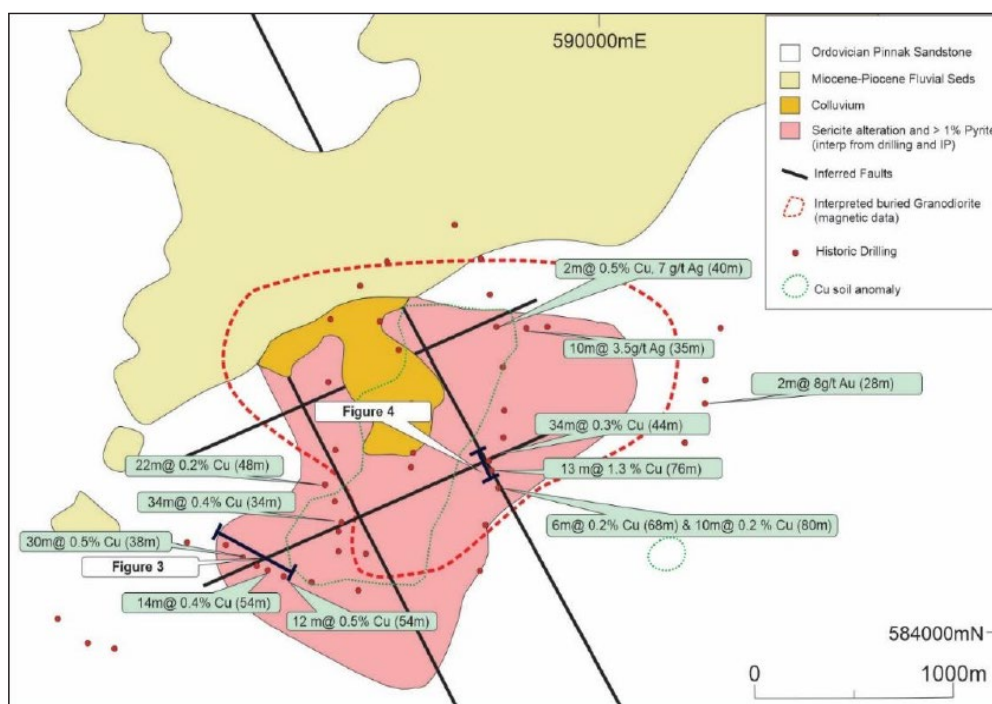 590000mE
Ordovician Pinnak Sandstone
Miocene-Piocene Fluvial Seds
Colluvium
Sericite alteration and > 1% Pyrite
(interp from drilling and IP)
Inferred Faults
Interpreted buried Granodiorite
(magnetic data)
Historic Drilling
Cu soil anomaly
2m@ 0.5% Cu, 7 g/t Ag (40m)
10m@ 3.5g/t Ag (35m)
2m@ 8g/t Au (28m)
Figure 4
34m@ 0.3% Cu (44m)
22m@ 0.2% Cu (48m)
13 m@ 1.3 % Cu (76m)
34m@ 0.4% Cu (34m)
6m@ 0.2% Cu (68m) & 10m@ 0.2 % Cu (80m)
30m@ 0.5% Cu (38m)
Figure 3
14m@ 0.4% Cu (54m)
12 m@ 0.5% Cu (54m)
584000mN
0 1000m